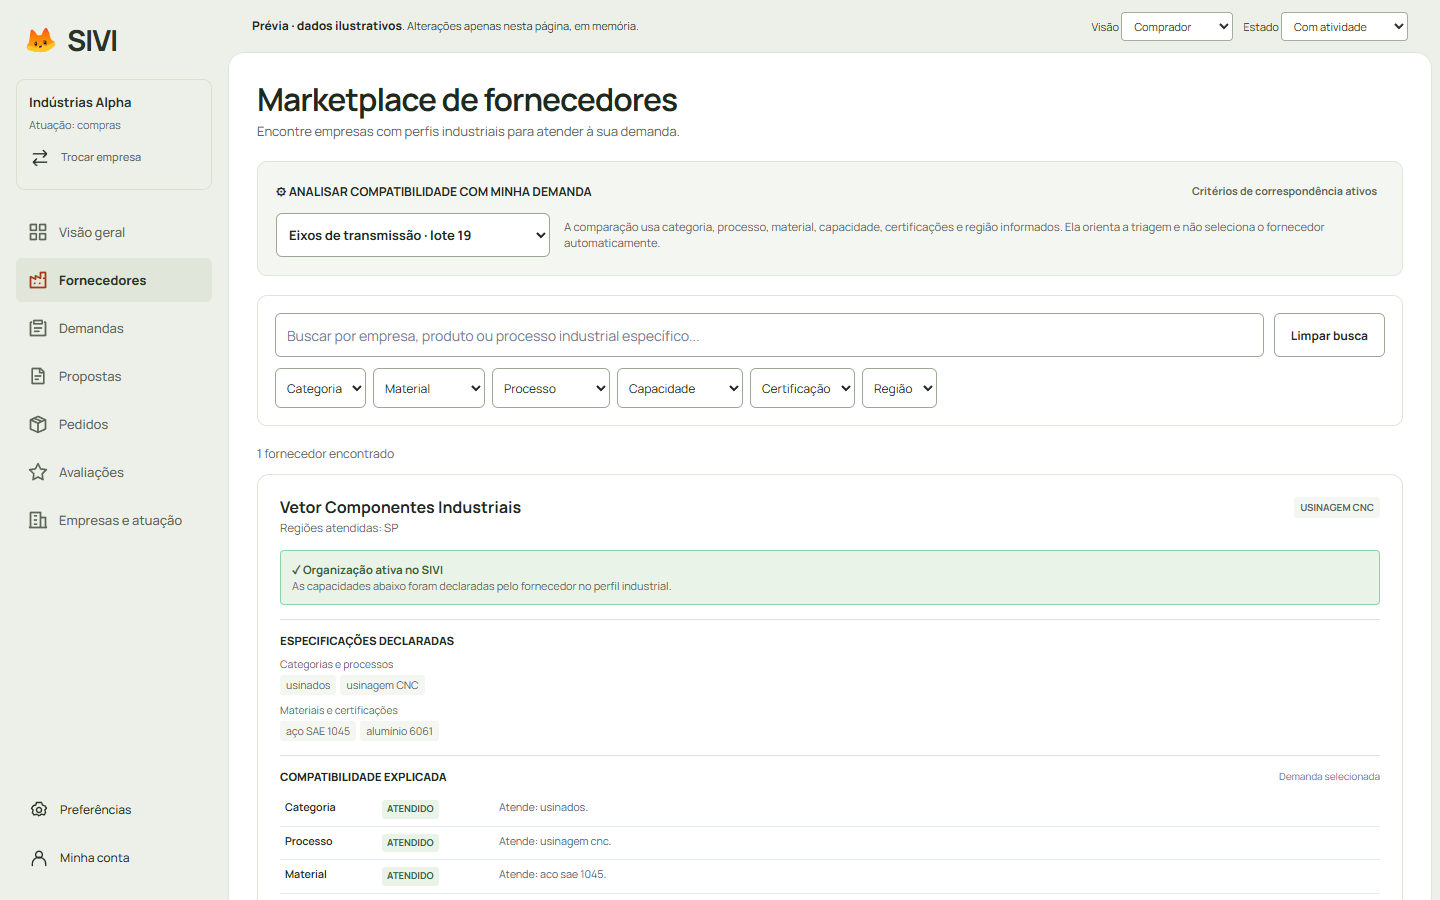 SIVI
Indústrias Alpha
Atuação: compras
Trocar empresa
Visão geral
Fornecedores
Demandas
Propostas
Pedidos
Avaliações
Empresas e atuação
Preferências
Minha conta
Prévia · dados ilustrativos. Alterações apenas nesta página, em memória.
Visão Comprador Estado Com atividade
Marketplace de fornecedores
Encontre empresas com perfis industriais para atender à sua demanda.
ANALISAR COMPATIBILIDADE COM MINHA DEMANDA
Critérios de correspondência ativos
Eixos de transmissão · lote 19
A comparação usa categoria, processo, material, capacidade, certificações e região informados. Ela orienta a triagem e não seleciona o fornecedor
automaticamente.
Buscar por empresa, produto ou processo industrial específico...
Limpar busca
Categoria Material Processo Capacidade Certificação Região
1 fornecedor encontrado
Vetor Componentes Industriais
USINAGEM CNC
Regiões atendidas: SP
✓ Organização ativa no SIVI
As capacidades abaixo foram declaradas pelo fornecedor no perfil industrial.
ESPECIFICAÇÕES DECLARADAS
Categorias e processos
usinados usinagem CNC
Materiais e certificações
aço SAE 1045 alumínio 6061
COMPATIBILIDADE EXPLICADA
Demanda selecionada
Categoria ATENDIDO Atende: usinados.
Processo ATENDIDO Atende: usinagem cnc.
Material ATENDIDO Atende: aco sae 1045.